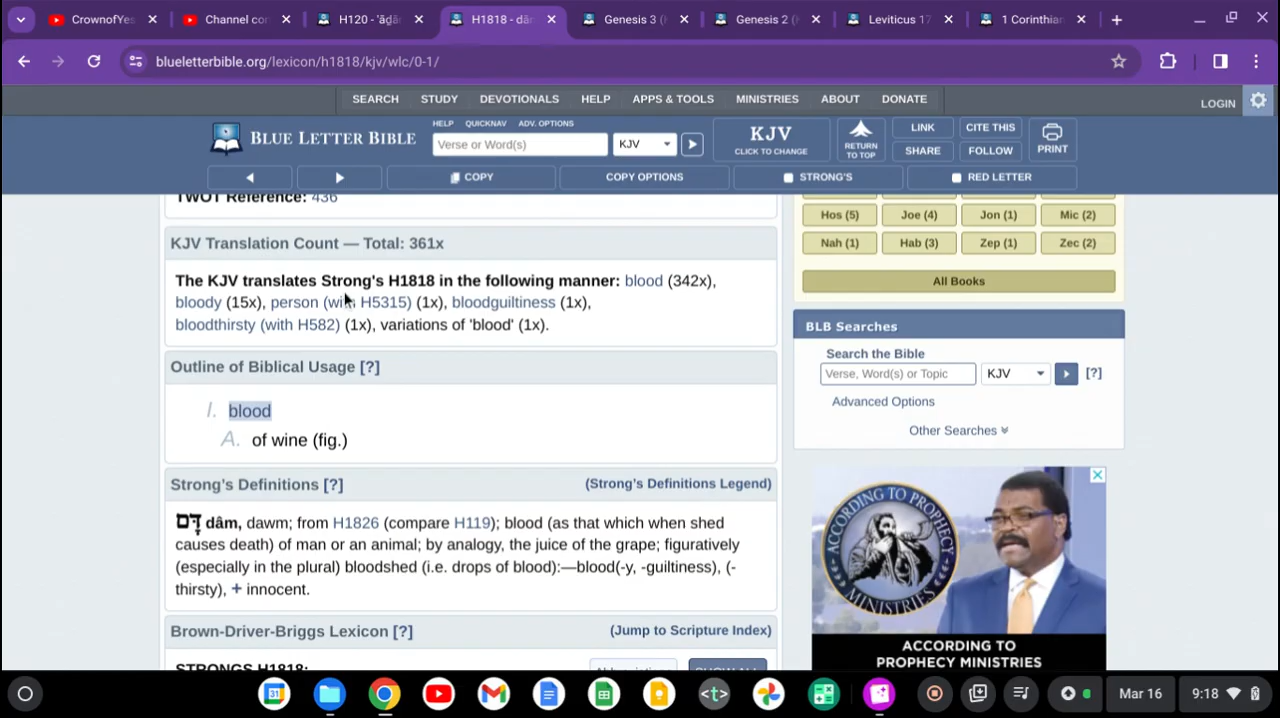 CrownofYes
Channel cor
H120 - 'āḏā
H1818 - dān
Genesis 3 (
Genesis 2 (
Leviticus 17
1 Corinthian
blueletterbible.org/lexicon/h1818/kjv/wlc/0-1/
SEARCH STUDY DEVOTIONALS HELP APPS & TOOLS MINISTRIES ABOUT DONATE
LOGIN
BLUE LETTER BIBLE
HELP QUICKNAV ADV. OPTIONS
Verse or Word(s)
KJV
KJV
CLICK TO CHANGE
RETURN
TO TOP
LINK
CITE THIS
SHARE
FOLLOW
PRINT
COPY
COPY OPTIONS
STRONG'S
RED LETTER
TWOT Reference: 436
KJV Translation Count — Total: 361x
The KJV translates Strong's H1818 in the following manner: blood (342x),
bloody (15x), person (with H5315) (1x), bloodguiltiness (1x),
bloodthirsty (with H582) (1x), variations of 'blood' (1x).
Outline of Biblical Usage [?]
I. blood
A. of wine (fig.)
Strong's Definitions [?]
(Strong's Definitions Legend)
דָּם dâm, dawm; from H1826 (compare H119); blood (as that which when shed
causes death) of man or an animal; by analogy, the juice of the grape; figuratively
(especially in the plural) bloodshed (i.e. drops of blood):—blood(-y, -guiltiness), (-
thirsty), + innocent.
Brown-Driver-Briggs Lexicon [?]
(Jump to Scripture Index)
STRONGS H1818:
Abbreviations
SHOW ALL
Hos (5) Joe (4) Jon (1) Mic (2)
Nah (1) Hab (3) Zep (1) Zec (2)
All Books
BLB Searches
Search the Bible
Verse, Word(s) or Topic
KJV
[?]
Advanced Options
Other Searches
ACCORDING TO PROPHECY
MINISTRIES
ACCORDING TO
PROPHECY MINISTRIES
31
<t>
Mar 16
9:18